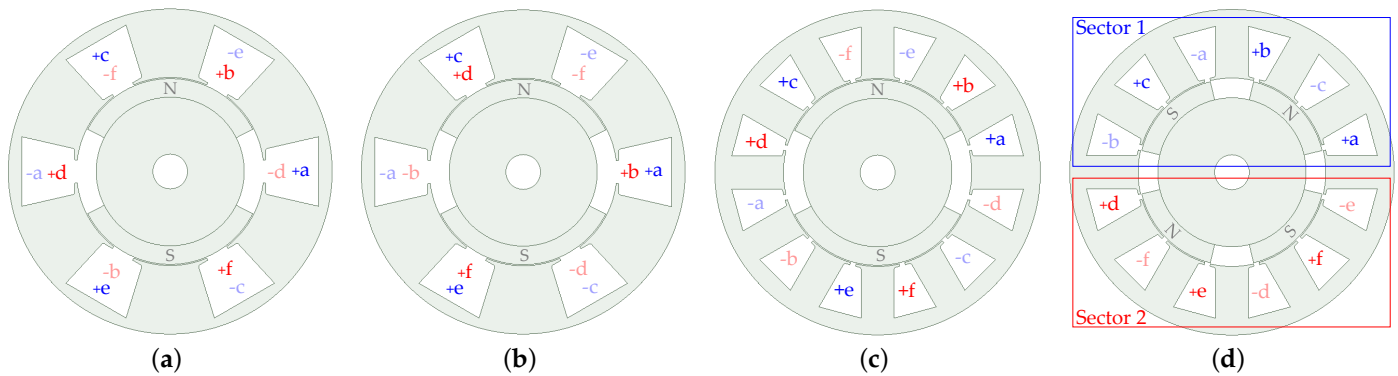 +c
-f
-e
+b
N
-a +d
-d +a
S
-b
+e
+f
-c
(a)
+c
+d
-e
-f
N
-a -b
+b +a
+f
+e
-d
-c
S
(b)
-f
-e
+c
+b
N
+d
+a
-a
-d
-b
-c
S
+e
+f
(c)
Sector 1
-a
+b
+c
-c
S
N
-b
+a
+d
-e
N
S
-f
+f
+e
-d
Sector 2
(d)